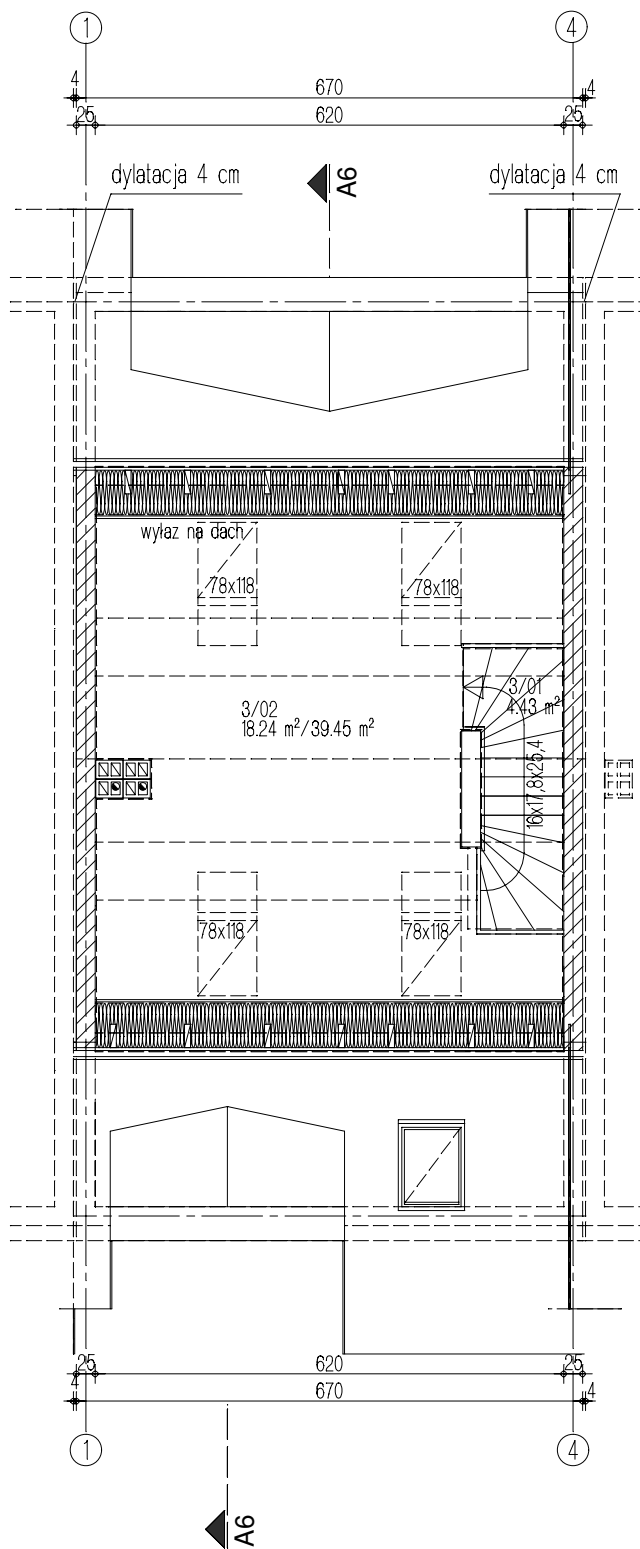 1
4
4
670
4
25
620
25
dylatacja 4 cm
A6
dylatacja 4 cm
wyłaz na dach
78x118
78x118
3/01
4.43 m²
3/02
18.24 m²/39.45 m²
16x17,8x25,4
78x118
78x118
25
620
25
4
670
4
1
4
A6